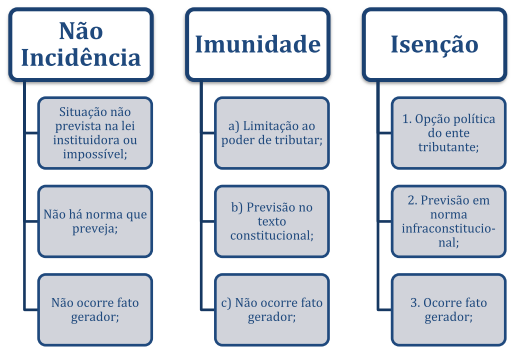 Não
Incidência
Situação não
prevista na lei
instituidora ou
impossível;
Não há norma que
preveja;
Não ocorre fato
gerador;
Imunidade
a) Limitação ao
poder de tributar;
b) Previsão no
texto
constitucional;
c) Não ocorre fato
gerador;
Isenção
1. Opção política
do ente
tributante;
2. Previsão em
norma
infraconstitucio-
nal;
3. Ocorre fato
gerador;